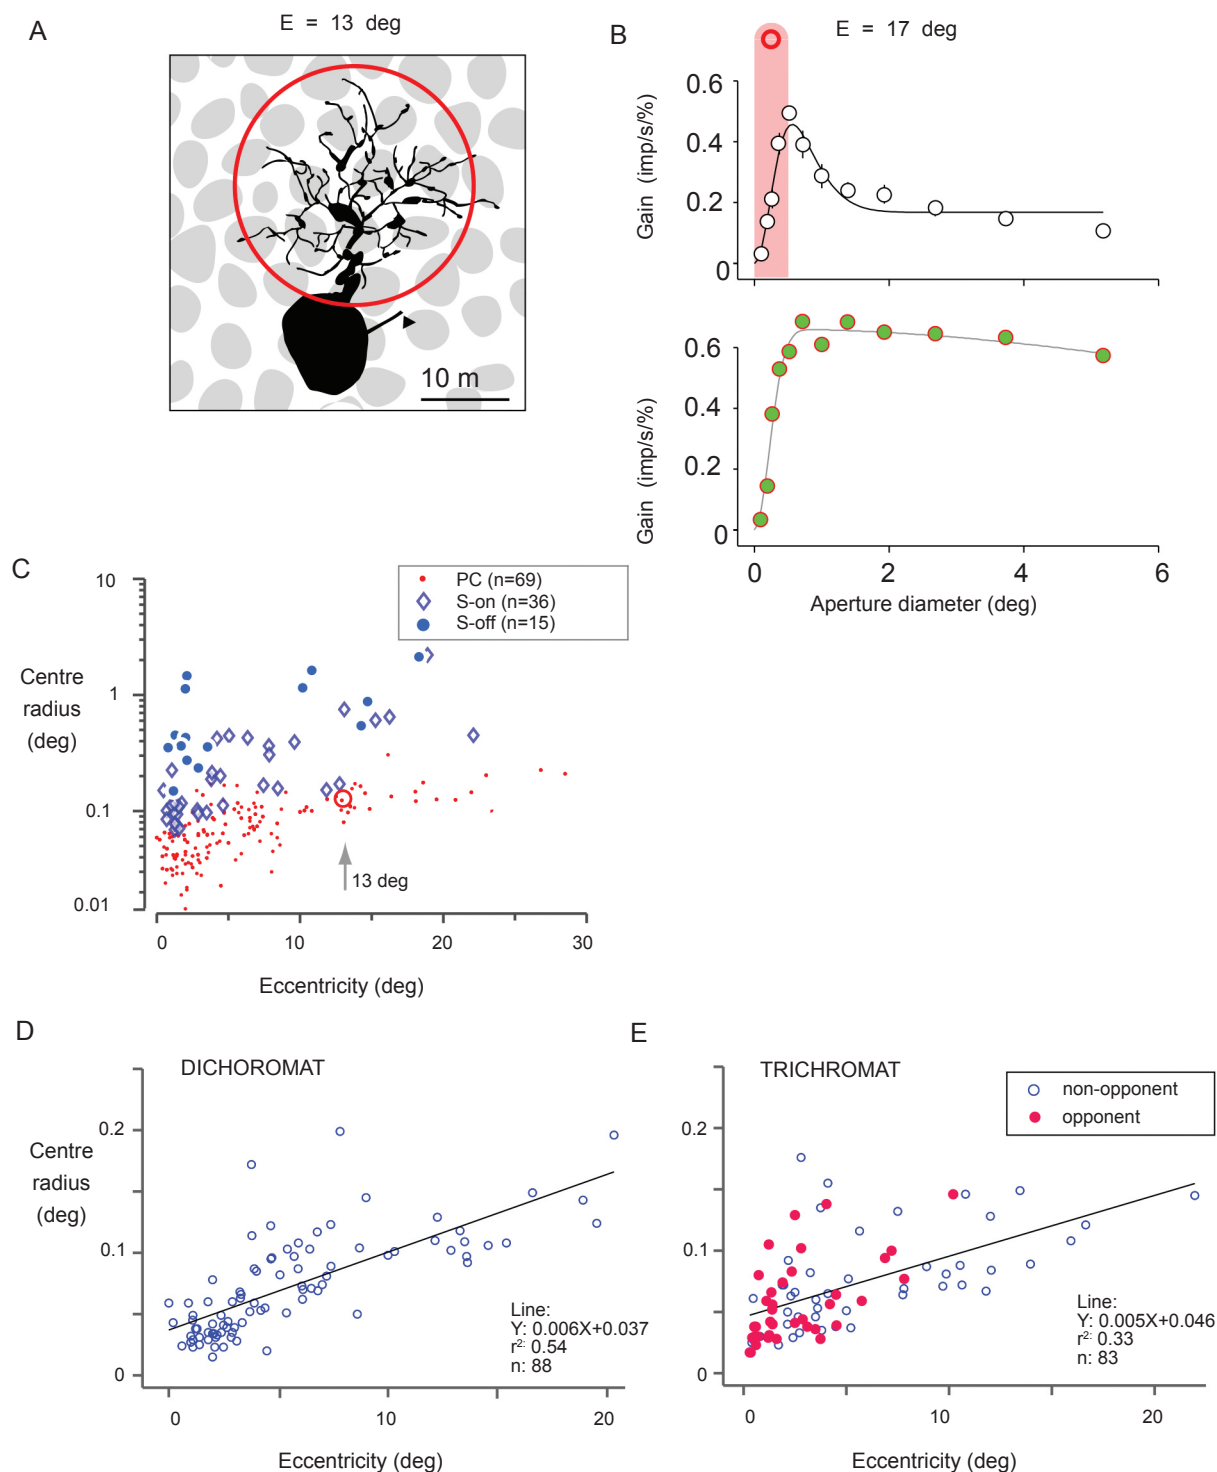 A
E = 13 deg
10 m
B
E = 17 deg
Gain (imp/s/%)
0.6
0.4
0.2
0
Gain (imp/s/%)
0.6
0.4
0.2
0
0 2 4 6
Aperture diameter (deg)
C
PC (n=69)
S-on (n=36)
S-off (n=15)
Centre
radius
(deg)
10
1
0.1
0.01
13 deg
0 10 20 30
Eccentricity (deg)
D
DICHOROMAT
Centre
radius
(deg)
0.2
0.1
0
Line:
Y: 0.006X+0.037
r2: 0.54
n: 88
0 10 20
Eccentricity (deg)
E
TRICHROMAT
non-opponent
opponent
0.2
0.1
0
Line:
Y: 0.005X+0.046
r2: 0.33
n: 83
0 10 20
Eccentricity (deg)